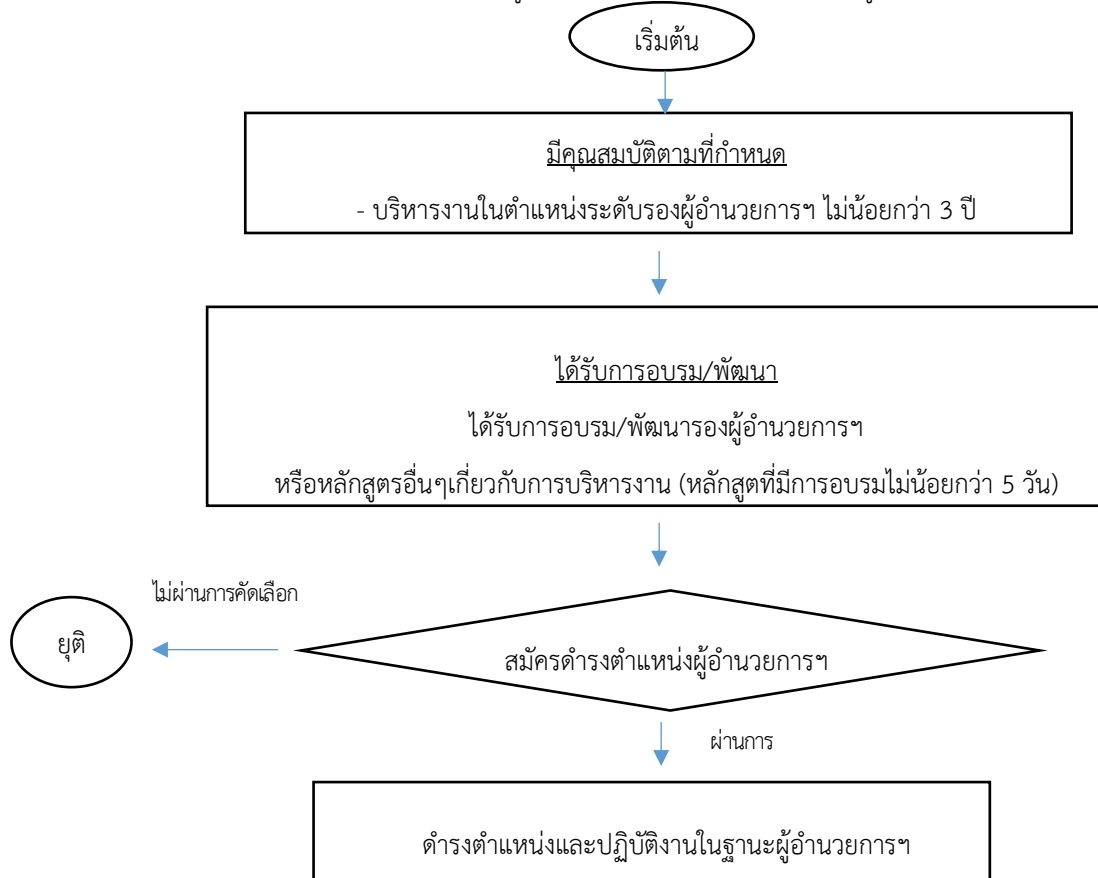 เริ่มต้น
มีคุณสมบัติตามที่กำหนด
- บริหารงานในตำแหน่งระดับรองผู้อำนวยการฯ ไม่น้อยกว่า 3 ปี
ได้รับการอบรม/พัฒนา
ได้รับการอบรม/พัฒนารองผู้อำนวยการฯ
หรือหลักสูตรอื่นๆเกี่ยวกับการบริหารงาน (หลักสูตที่มีการอบรมไม่น้อยกว่า 5 วัน)
ไม่ผ่านการคัดเลือก
ยุติ
สมัครดำรงตำแหน่งผู้อำนวยการฯ
ผ่านการ
ดำรงตำแหน่งและปฏิบัติงานในฐานะผู้อำนวยการฯ